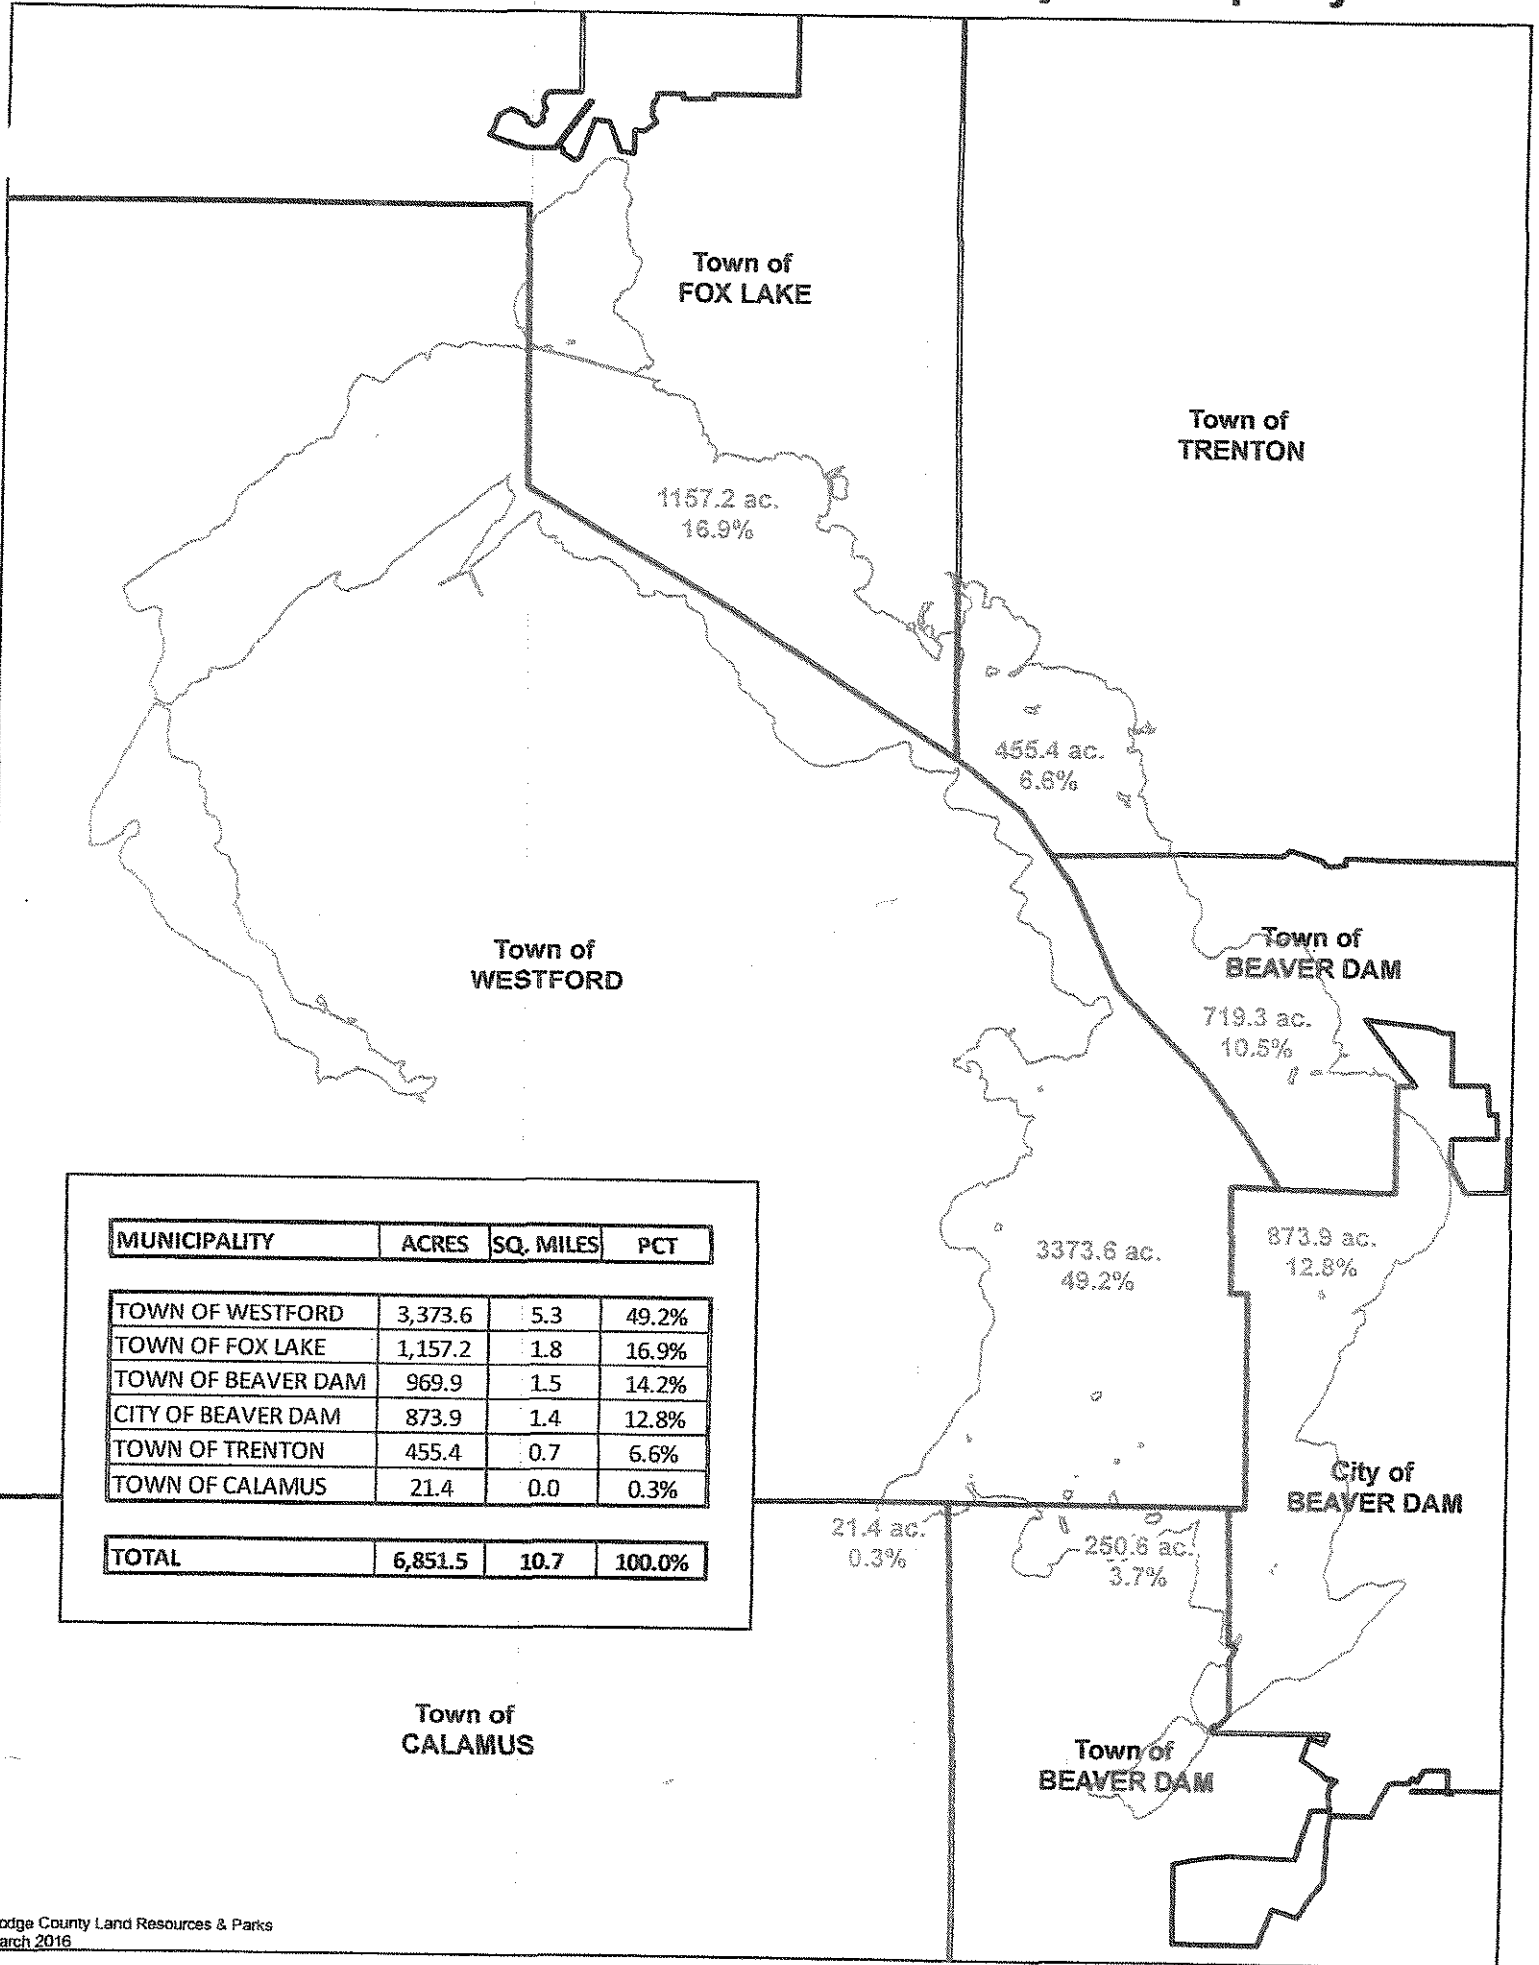 Town of
FOX LAKE
Town of
TRENTON
1157.2 ac.
16.9%
455.4 ac.
6.6%
Town of
WESTFORD
Town of
BEAVER DAM
719.3 ac.
10.5%
MUNICIPALITY ACRES SQ. MILES PCT
TOWN OF WESTFORD 3,373.6 5.3 49.2%
TOWN OF FOX LAKE 1,157.2 1.8 16.9%
TOWN OF BEAVER DAM 969.9 1.5 14.2%
CITY OF BEAVER DAM 873.9 1.4 12.8%
TOWN OF TRENTON 455.4 0.7 6.6%
TOWN OF CALAMUS 21.4 0.0 0.3%
TOTAL 6,851.5 10.7 100.0%
3373.6 ac.
49.2%
873.9 ac.
12.8%
City of
BEAVER DAM
21.4 ac.
0.3%
250.6 ac.
3.7%
Town of
CALAMUS
Town of
BEAVER DAM
odge County Land Resources & Parks
arch 2016